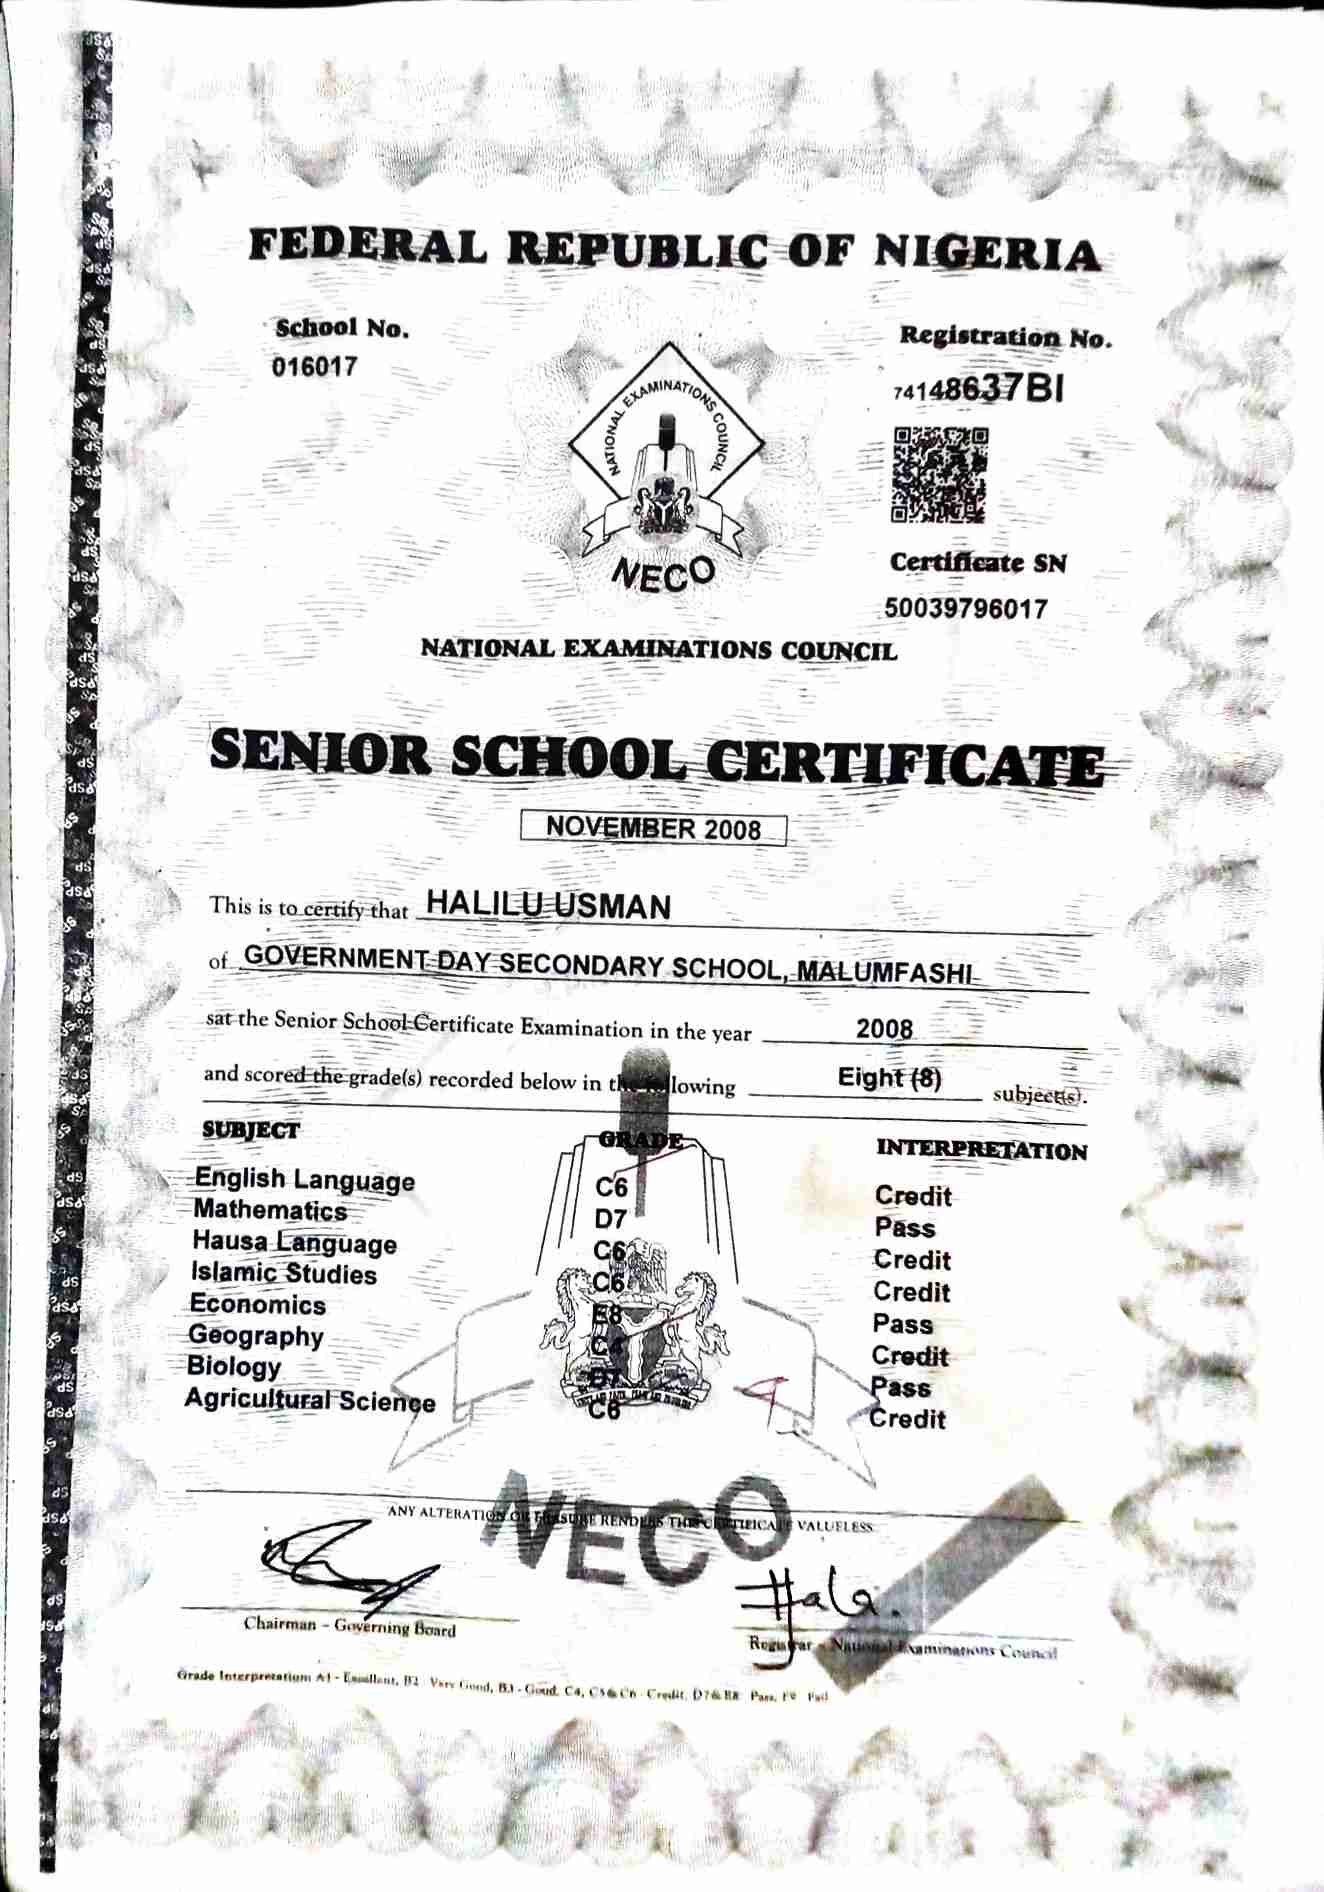 FEDERAL REPUBLIC OF NIGERIA
School No.
016017
Registration No.
74148637BI
NATIONAL EXAMINATIONS COUNCIL
NECO
Certificate SN
50039796017
NATIONAL EXAMINATIONS COUNCIL
SENIOR SCHOOL CERTIFICATE
NOVEMBER 2008
This is to certify that HALILU USMAN
of GOVERNMENT DAY SECONDARY SCHOOL, MALUMFASHI
sat the Senior School Certificate Examination in the year 2008
and scored the grade(s) recorded below in the following Eight (8) subject(s).
SUBJECT GRADE INTERPRETATION
English Language C6 Credit
Mathematics D7 Pass
Hausa Language C6 Credit
Islamic Studies C6 Credit
Economics E8 Pass
Geography C4 Credit
Biology D7 Pass
Agricultural Science C6 Credit
NECO
ANY ALTERATION OR ERASURE RENDERS THIS CERTIFICATE VALUELESS
Chairman - Governing Board
Registrar - National Examinations Council
Grade Interpretation A1 - Excellent, B2 Very Good, B3 - Good, C4, C5 & C6 - Credit, D7 & E8 Pass, F9 Fail